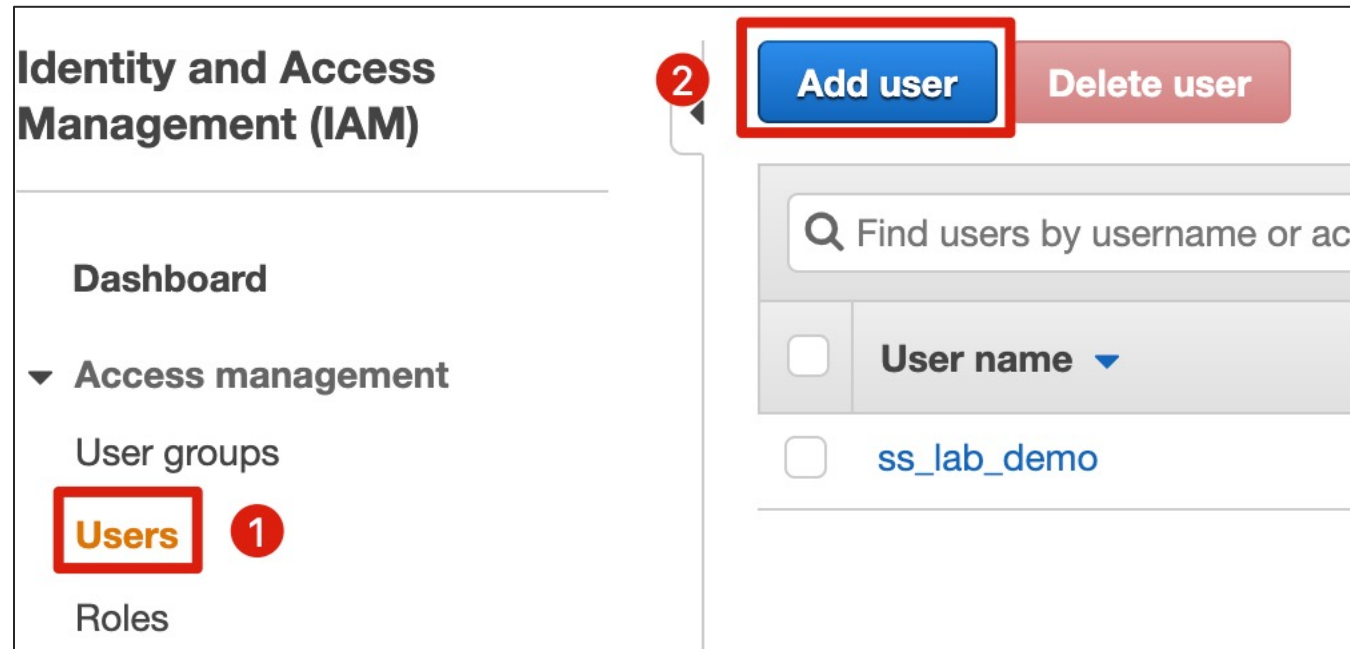 Identity and Access
Management (IAM)
Dashboard
Access management
User groups
Users 1
Roles
2 Add user Delete user
Find users by username or ac
User name
ss_lab_demo